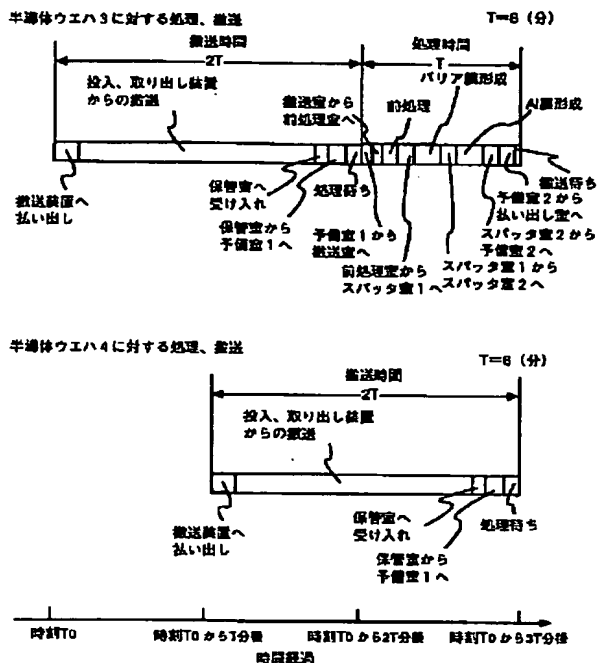 半導体ウエハ3に対する処理、搬送
T=6（分）
搬送時間
2T
処理時間
T
投入、取り出し装置
からの搬送
搬送室から
前処理室へ
前処理
バリア膜形成
Al膜形成
搬送装置へ
払い出し
保管室へ
受け入れ
保管室から
予備室1へ
処理待ち
予備室1から
搬送室へ
前処理室から
スパッタ室1へ
スパッタ室1から
スパッタ室2へ
スパッタ室2から
予備室2へ
予備室2から
払い出し室へ
搬送待ち
半導体ウエハ4に対する処理、搬送
T=6（分）
搬送時間
2T
投入、取り出し装置
からの搬送
搬送装置へ
払い出し
保管室へ
受け入れ
保管室から
予備室1へ
処理待ち
時刻T0
時刻T0からT分後
時刻T0から2T分後
時刻T0から3T分後
時間経過